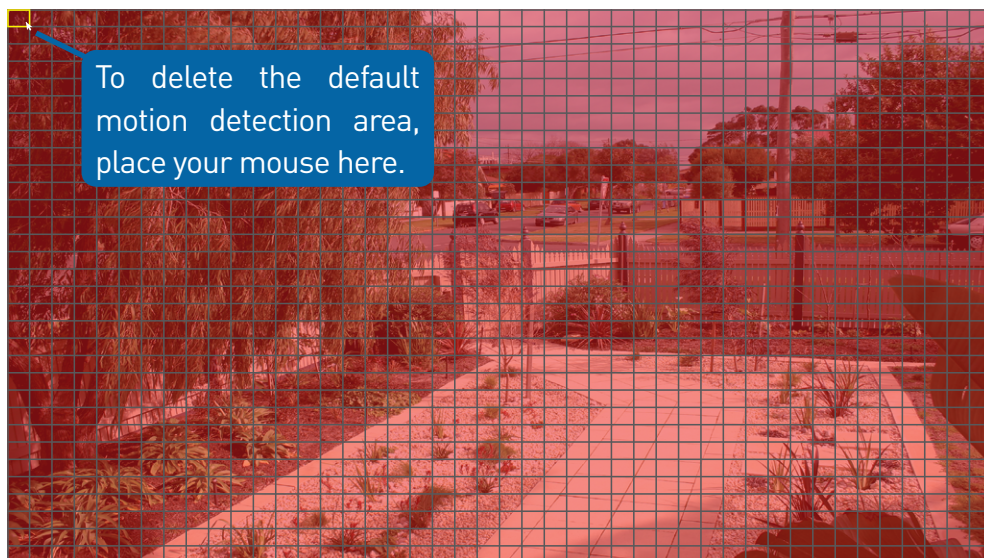 To delete the default
motion detection area,
place your mouse here.